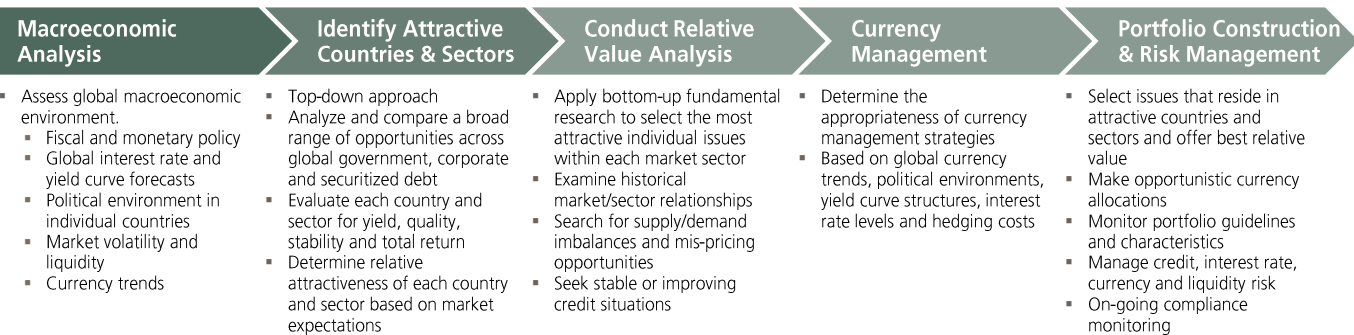 Macroeconomic
Analysis
Identify Attractive
Countries & Sectors
Conduct Relative
Value Analysis
Currency
Management
Portfolio Construction
& Risk Management
▪ Assess global macroeconomic
environment.
▪ Fiscal and monetary policy
▪ Global interest rate and
yield curve forecasts
▪ Political environment in
individual countries
▪ Market volatility and
liquidity
▪ Currency trends
▪ Top-down approach
▪ Analyze and compare a broad
range of opportunities across
global government, corporate
and securitized debt
▪ Evaluate each country and
sector for yield, quality,
stability and total return
▪ Determine relative
attractiveness of each country
and sector based on market
expectations
▪ Apply bottom-up fundamental
research to select the most
attractive individual issues
within each market sector
▪ Examine historical
market/sector relationships
▪ Search for supply/demand
imbalances and mis-pricing
opportunities
▪ Seek stable or improving
credit situations
▪ Determine the
appropriateness of currency
management strategies
▪ Based on global currency
trends, political environments,
yield curve structures, interest
rate levels and hedging costs
▪ Select issues that reside in
attractive countries and
sectors and offer best relative
value
▪ Make opportunistic currency
allocations
▪ Monitor portfolio guidelines
and characteristics
▪ Manage credit, interest rate,
currency and liquidity risk
▪ On-going compliance
monitoring